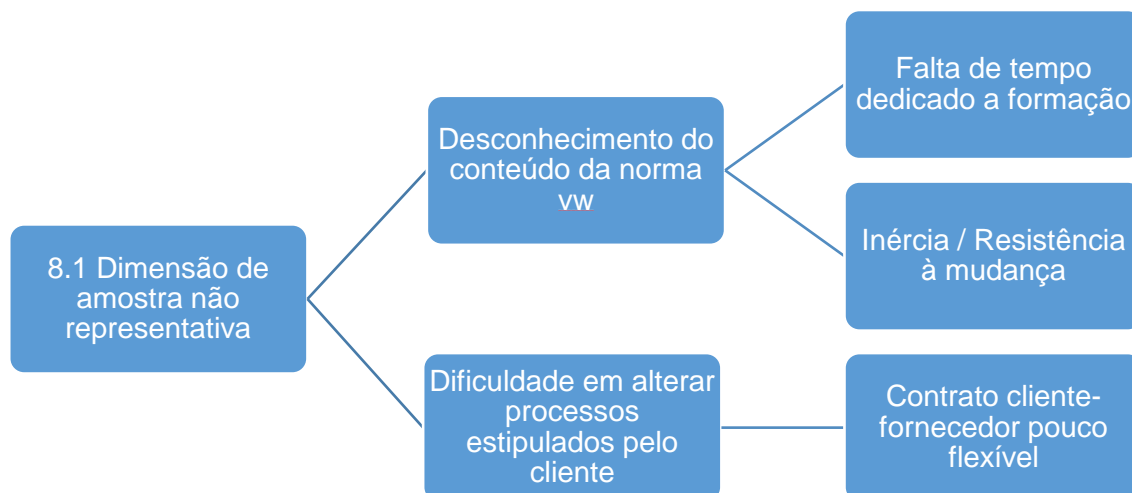 8.1 Dimensão de
amostra não
representativa
Desconhecimento do
conteúdo da norma
vw
Falta de tempo
dedicado a formação
Inércia / Resistência
à mudança
Dificuldade em alterar
processos
estipulados pelo
cliente
Contrato cliente-
fornecedor pouco
flexível